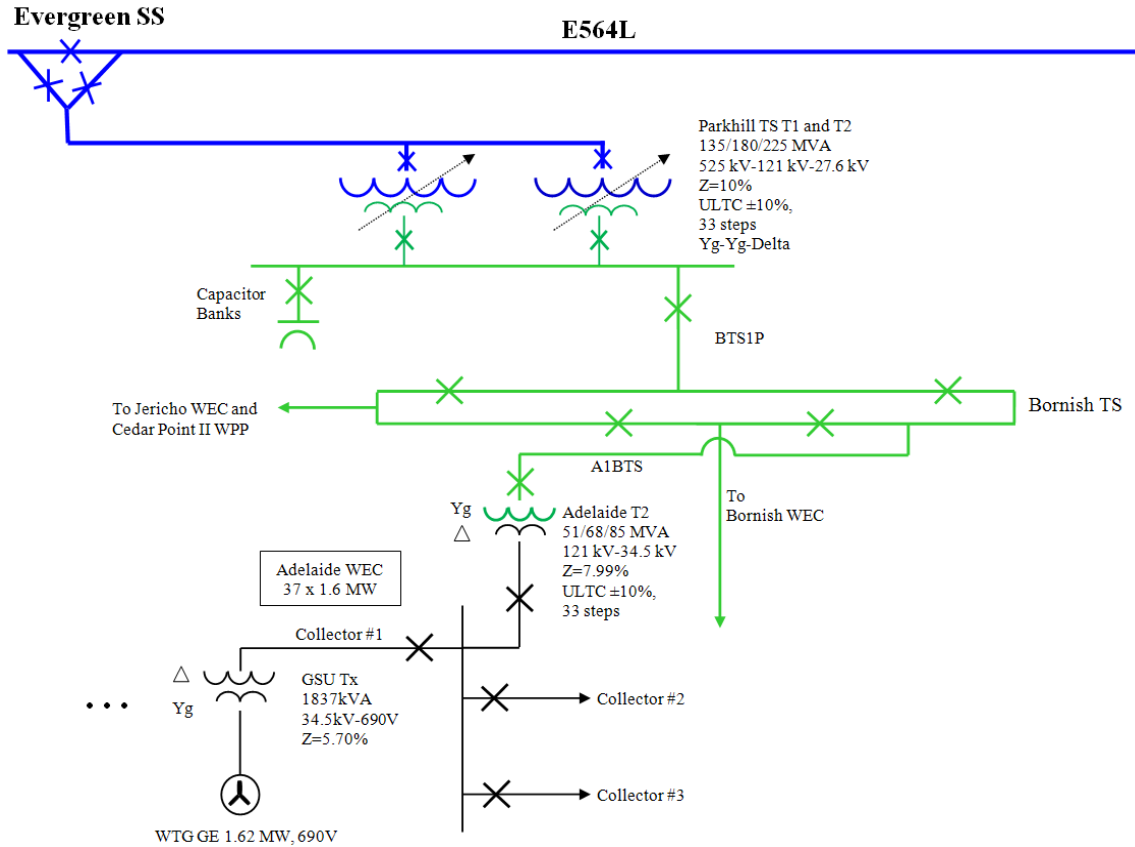 Evergreen SS
E564L
Parkhill TS T1 and T2
135/180/225 MVA
525 kV-121 kV-27.6 kV
Z=10%
ULTC ±10%,
33 steps
Yg-Yg-Delta
Capacitor
Banks
BTS1P
To Jericho WEC and
Cedar Point II WPP
Bornish TS
A1BTS
To
Bornish WEC
Yg
△
Adelaide T2
51/68/85 MVA
121 kV-34.5 kV
Z=7.99%
ULTC ±10%,
33 steps
Adelaide WEC
37 x 1.6 MW
Collector #1
△
Yg
GSU Tx
1837kVA
34.5kV-690V
Z=5.70%
• • •
Collector #2
Collector #3
WTG GE 1.62 MW, 690V